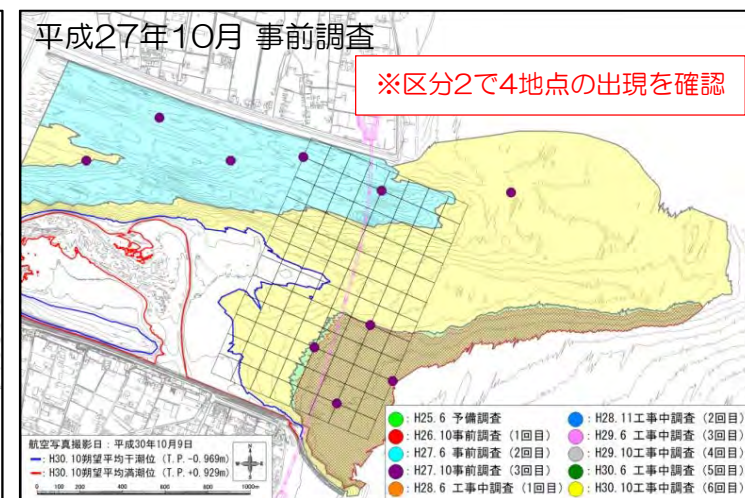 平成27年10月 事前調査
※区分2で4地点の出現を確認
航空写真撮影日：平成30年10月9日
: H30.10朔望平均干潮位 (T.P.-0.969m)
: H30.10朔望平均満潮位 (T.P.+0.929m)
0 200 400 600 800 1000m
: H25.6 予備調査
: H26.10事前調査 (1回目)
: H27.6 事前調査 (2回目)
: H27.10事前調査 (3回目)
: H28.6 工事中調査 (1回目)
: H28.11工事中調査 (2回目)
: H29.6 工事中調査 (3回目)
: H29.10工事中調査 (4回目)
: H30.6 工事中調査 (5回目)
: H30.10工事中調査 (6回目)